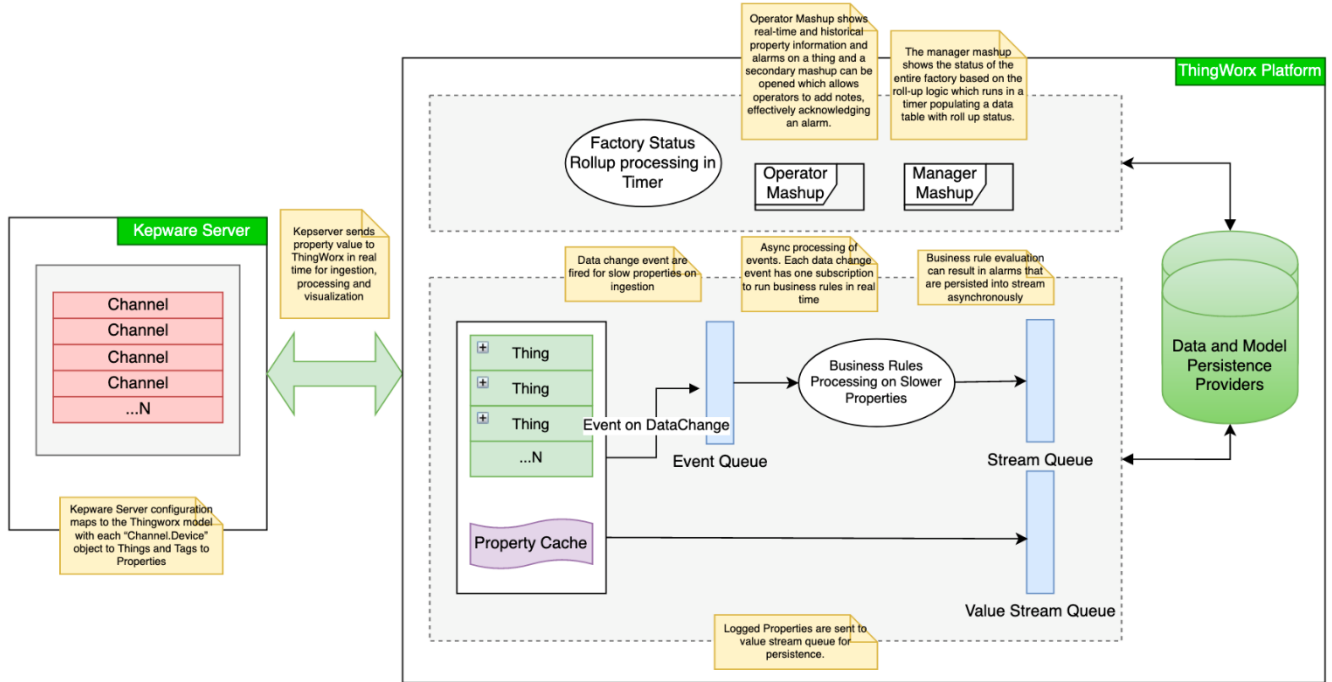 Operator Mashup shows
real-time and historical
property information and
alarms on a thing and a
secondary mashup can be
opened which allows
operators to add notes,
effectively acknowledging
an alarm.
The manager mashup
shows the status of the
entire factory based on the
roll-up logic which runs in a
timer populating a data
table with roll up status.
ThingWorx Platform
Factory Status
Rollup processing in
Timer
Operator
Mashup
Manager
Mashup
Kepware Server
Kepserver sends
property value to
ThingWorx in real
time for ingestion,
processing and
visualization
Channel
Channel
Channel
Channel
...N
Kepware Server configuration
maps to the Thingworx model
with each “Channel.Device”
object to Things and Tags to
Properties
Data change event are
fired for slow properties on
ingestion
Async processing of
events. Each data change
event has one subscription
to run business rules in real
time
Business rule evaluation
can result in alarms that
are persisted into stream
asynchronously
Thing
Thing
Thing
...N
Event on DataChange
Event Queue
Business Rules
Processing on Slower
Properties
Stream Queue
Property Cache
Value Stream Queue
Logged Properties are sent to
value stream queue for
persistence.
Data and Model
Persistence
Providers